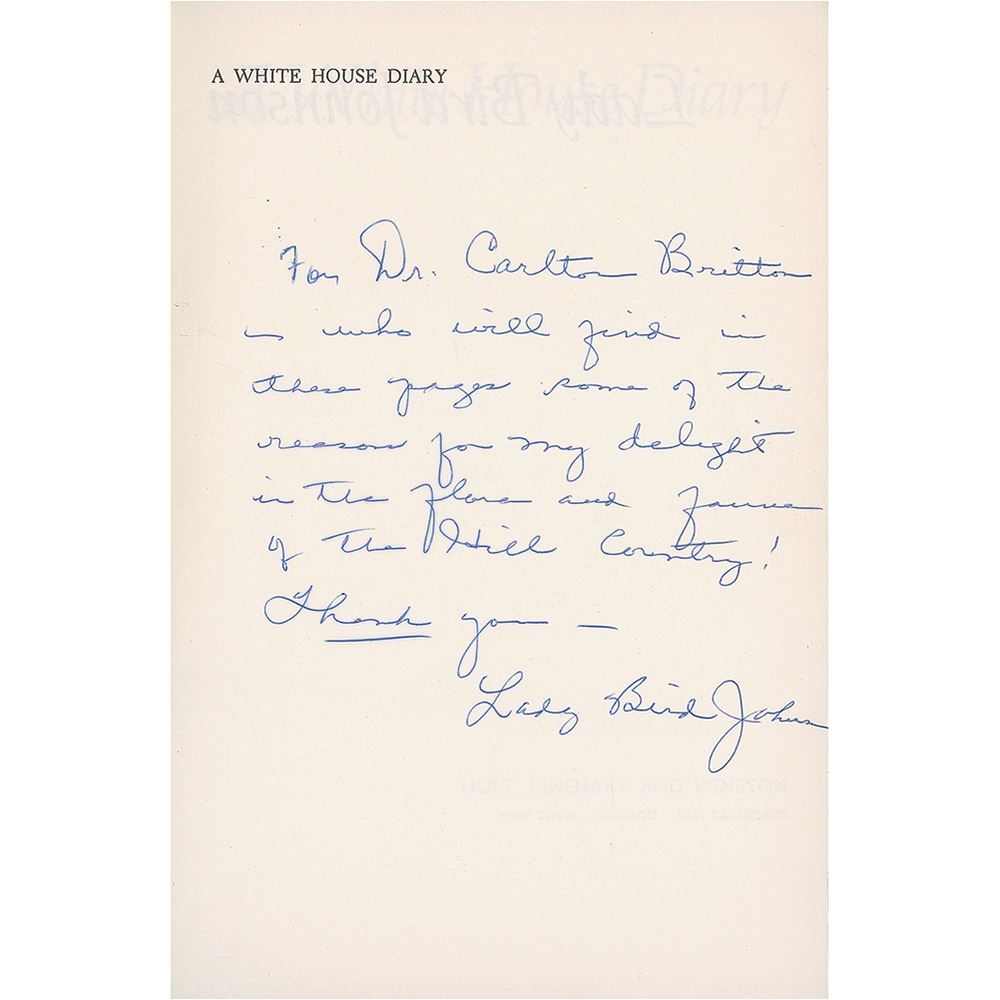 A WHITE HOUSE DIARY
For Dr. Carlton Britton
– who will find in
these pages some of the
reason for my delight
in the flora and fauna
of the Hill Country!
Thank you —
Lady Bird Johnson
HOLT, RINEHART AND WINSTON
NEW YORK CHICAGO SAN FRANCISCO